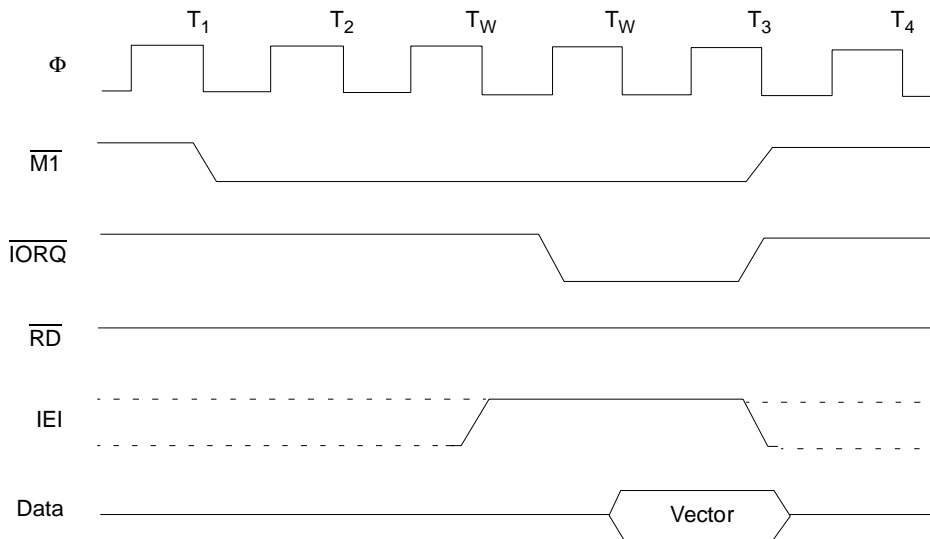 T1 T2 TW TW T3 T4
Φ
M1
IORQ
RD
IEI
Data Vector